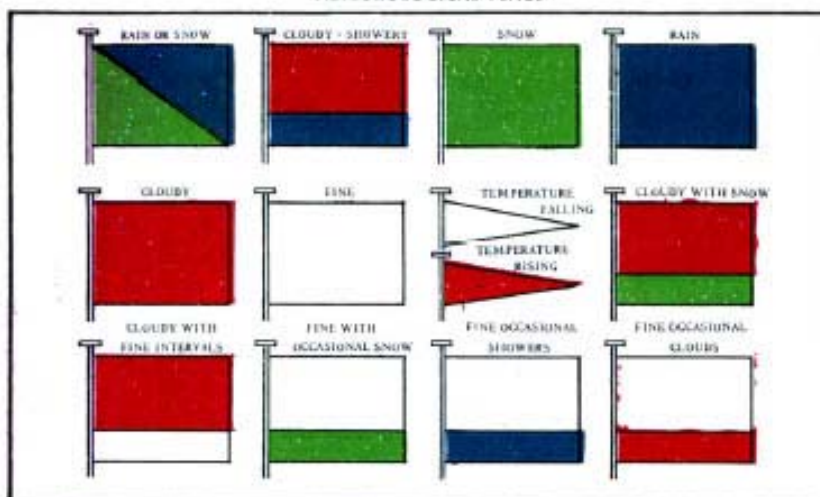 RAIN OR SNOW
CLOUDY - SHOWERY
SNOW
RAIN
CLOUDY
FINE
TEMPERATURE
FALLING
TEMPERATURE
RISING
CLOUDY WITH SNOW
CLOUDY WITH
FINE INTERVALS
FINE WITH
OCCASIONAL SNOW
FINE OCCASIONAL
SHOWERS
FINE OCCASIONAL
CLOUDS